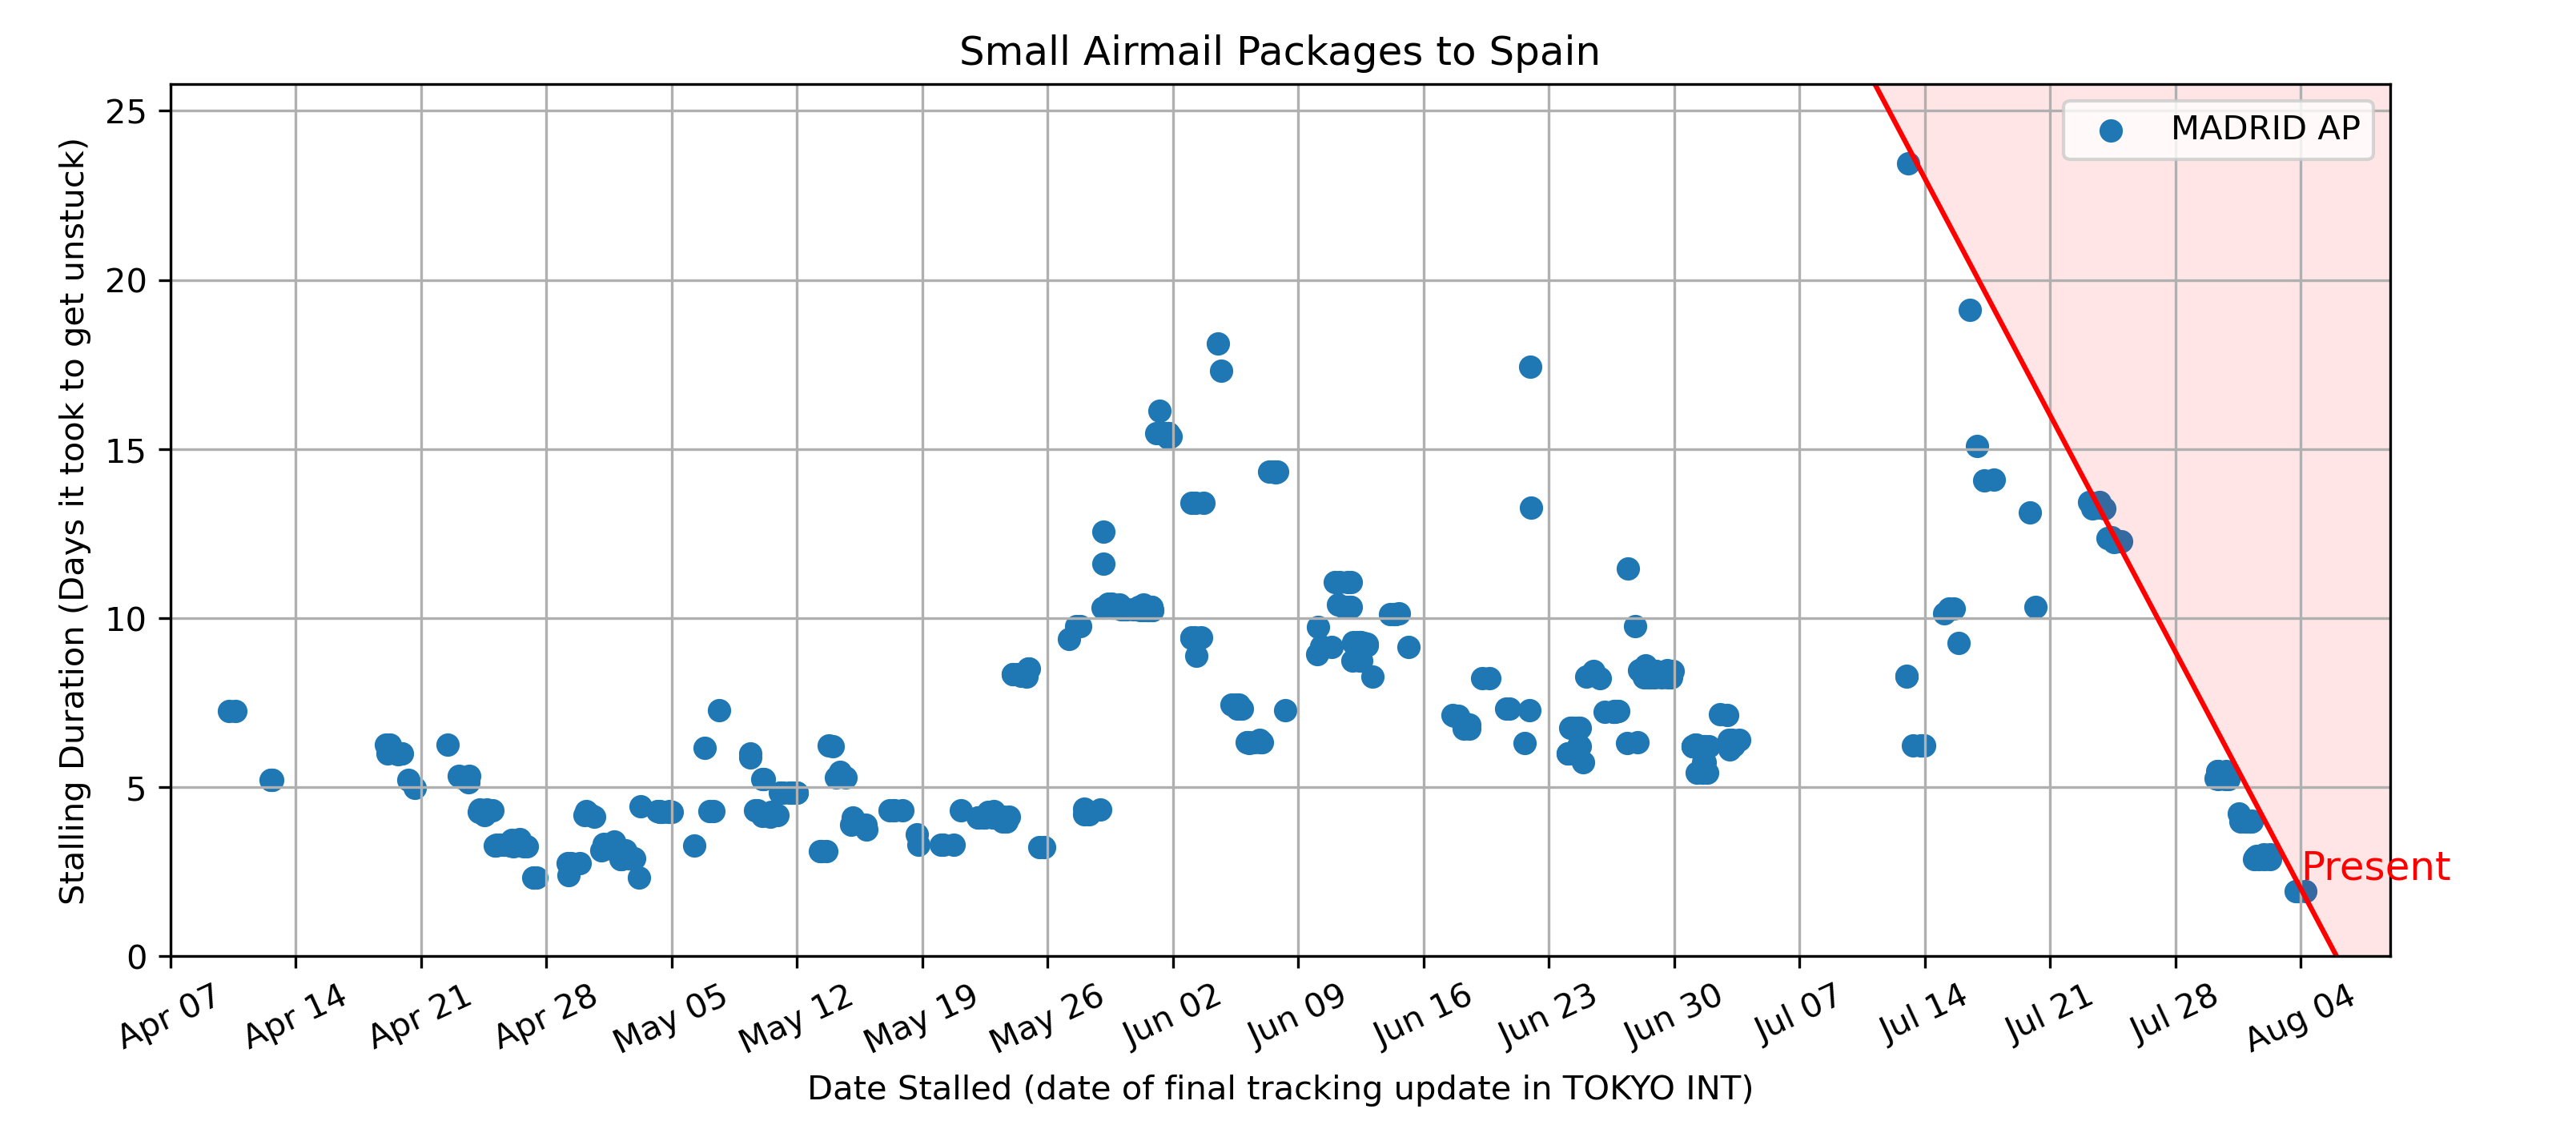 Small Airmail Packages to Spain
MADRID AP
Stalling Duration (Days it took to get unstuck)
25
20
15
10
5
0
Present
Apr 07
Apr 14
Apr 21
Apr 28
May 05
May 12
May 19
May 26
Jun 02
Jun 09
Jun 16
Jun 23
Jun 30
Jul 07
Jul 14
Jul 21
Jul 28
Aug 04
Date Stalled (date of final tracking update in TOKYO INT)